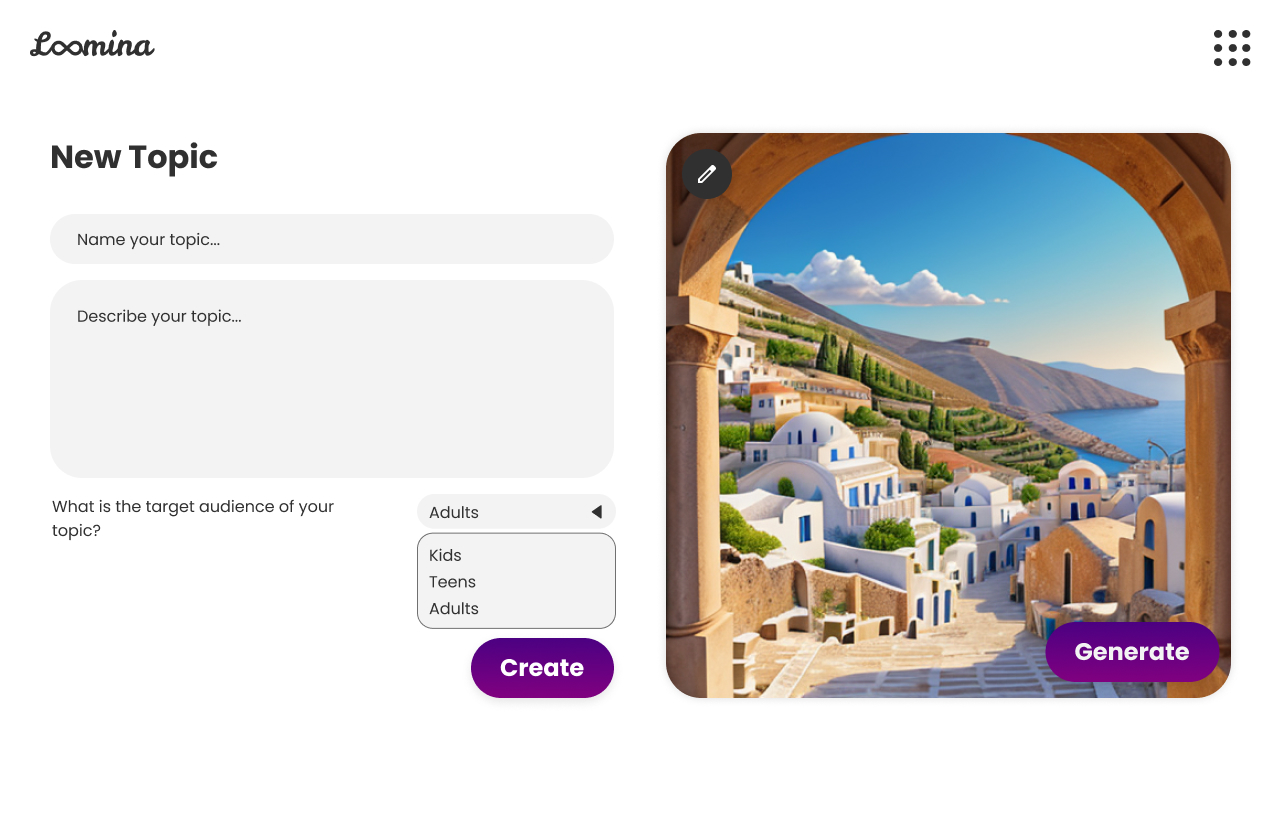 Loomina
New Topic
Name your topic...
Describe your topic...
What is the target audience of your
topic?
Adults
Kids
Teens
Adults
Create
Generate